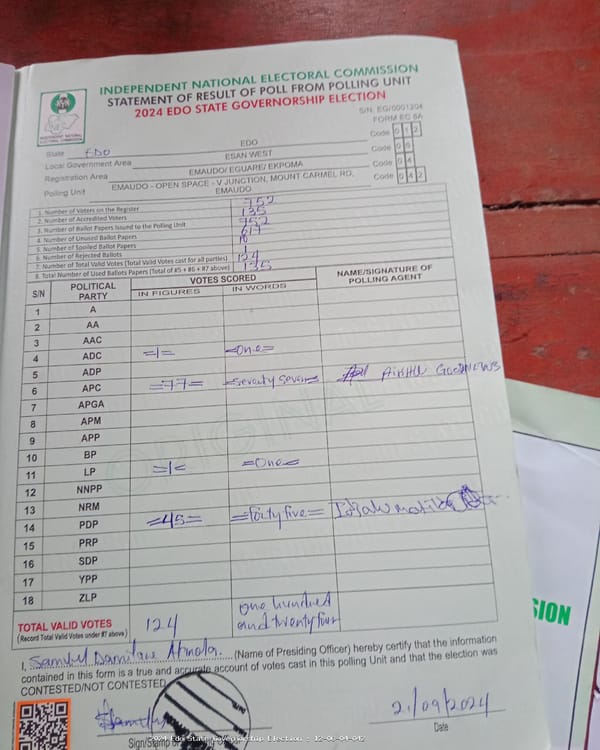 INDEPENDENT NATIONAL ELECTORAL COMMISSION
STATEMENT OF RESULT OF POLL FROM POLLING UNIT
2024 EDO STATE GOVERNORSHIP ELECTION
S/N: EG/0001204
FORM EC 8A
State EDO EDO Code 0 1 2
Local Government Area ESAN WEST Code 0 6
Registration Area EMAUDO/ EGUARE/ EKPOMA Code 0 4
Polling Unit EMAUDO - OPEN SPACE - V JUNCTION, MOUNT CARMEL RD, EMAUDO Code 0 4 2
1. Number of Voters on the Register 752
2. Number of Accredited Voters 135
3. Number of Ballot Papers Issued to the Polling Unit 752
4. Number of Unused Ballot Papers 617
5. Number of Spoiled Ballot Papers
6. Number of Rejected Ballots
7. Number of Total Valid Votes (Total Valid Votes cast for all parties) 124
8. Total Number of Used Ballots Papers (Total of #5 + #6 + #7 above) 135
S/N POLITICAL PARTY VOTES SCORED NAME/SIGNATURE OF POLLING AGENT
IN FIGURES IN WORDS
1 A
2 AA
3 AAC
4 ADC =1= =One=
5 ADP
6 APC =77= =Seventy Seven=
7 APGA
8 APM
9 APP
10 BP
11 LP =1= =One=
12 NNPP
13 NRM
14 PDP =45= =forty five=
15 PRP
16 SDP
17 YPP
18 ZLP
TOTAL VALID VOTES 124 one hundred and twenty four
(Record Total Valid Votes under #7 above)
I, Samuel Damilare (Name of Presiding Officer) hereby certify that the information
contained in this form is a true and accurate account of votes cast in this polling Unit and that the election was
CONTESTED/NOT CONTESTED
21/09/2024
Sign/Stamp Date
2024 Edo State Governorship Election - 12-06-04-042
ORIGINAL
SION